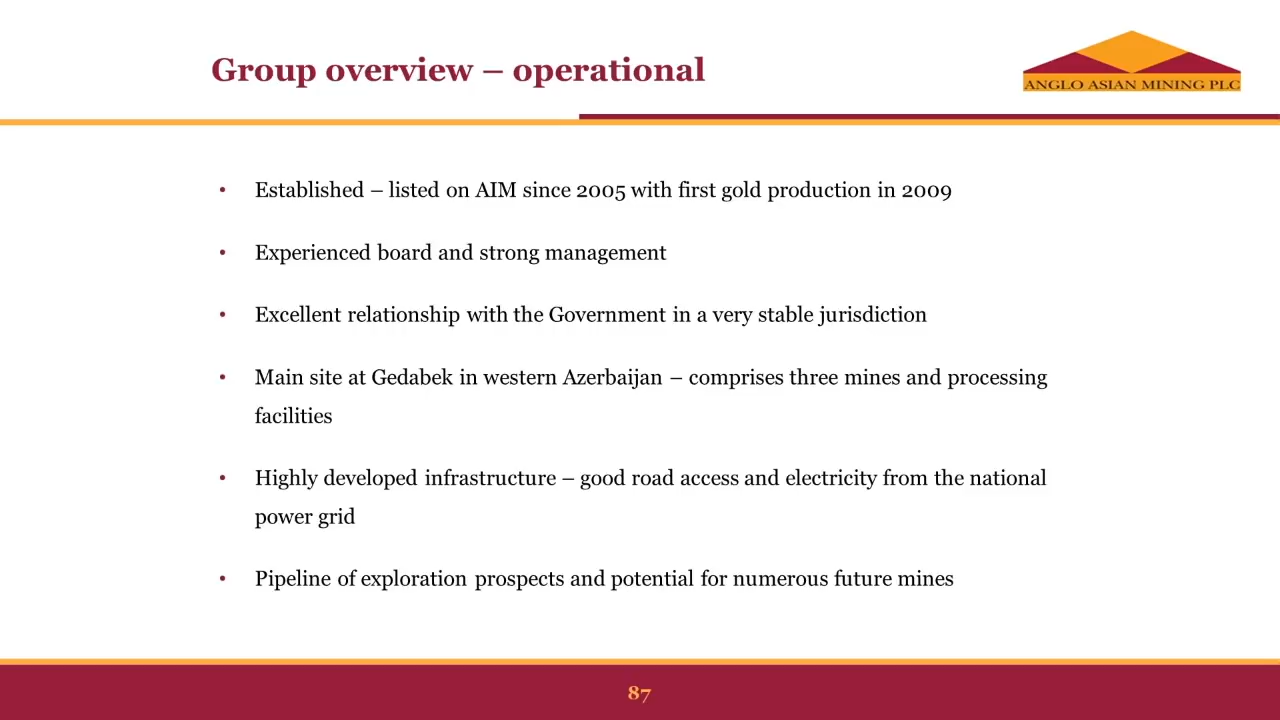 Group overview – operational
ANGLO ASIAN MINING PLC
• Established – listed on AIM since 2005 with first gold production in 2009
• Experienced board and strong management
• Excellent relationship with the Government in a very stable jurisdiction
• Main site at Gedabek in western Azerbaijan – comprises three mines and processing
facilities
• Highly developed infrastructure – good road access and electricity from the national
power grid
• Pipeline of exploration prospects and potential for numerous future mines
87